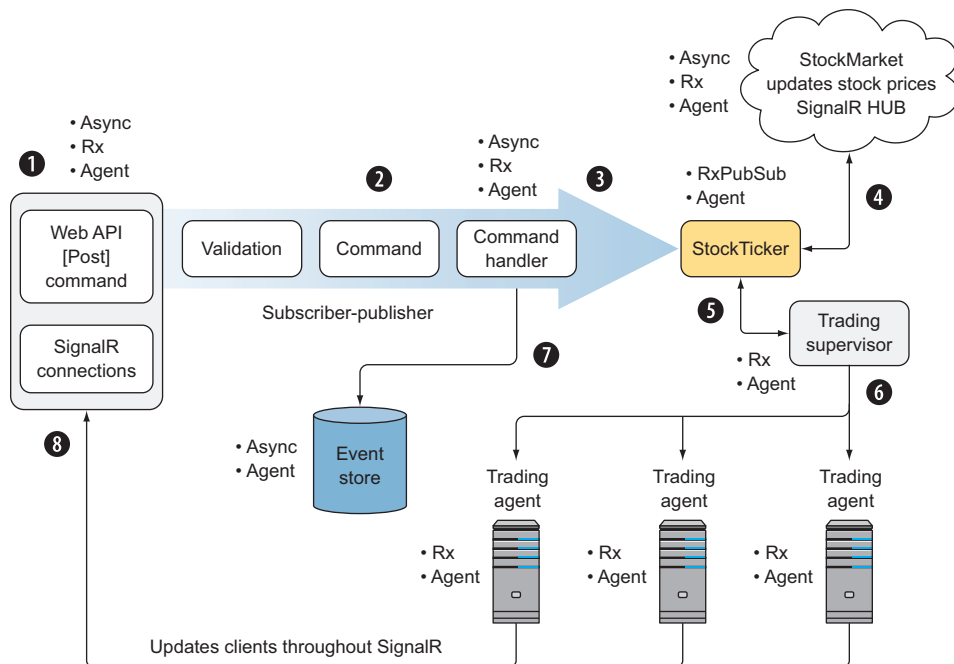 • Async
• Rx
• Agent
StockMarket
updates stock prices
SignalR HUB
1
• Async
• Rx
• Agent
Web API
[Post]
command
SignalR
connections
2
• Async
• Rx
• Agent
3
Validation
Command
Command
handler
Subscriber-publisher
• RxPubSub
• Agent
StockTicker
4
5
Trading
supervisor
• Rx
• Agent
6
7
• Async
• Agent
Event
store
8
Trading
agent
• Rx
• Agent
Trading
agent
• Rx
• Agent
Trading
agent
• Rx
• Agent
Updates clients throughout SignalR